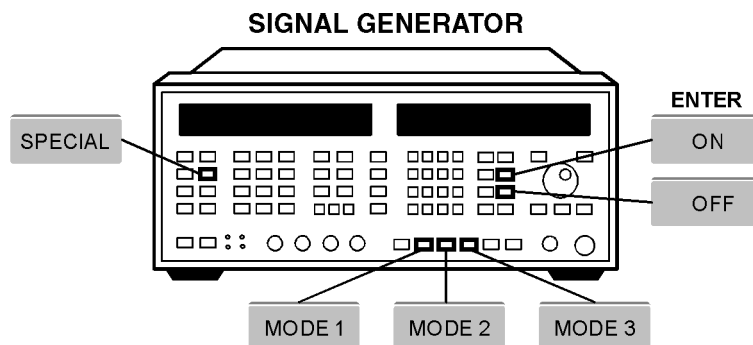 SIGNAL GENERATOR
ENTER
SPECIAL
ON
OFF
MODE 1
MODE 2
MODE 3